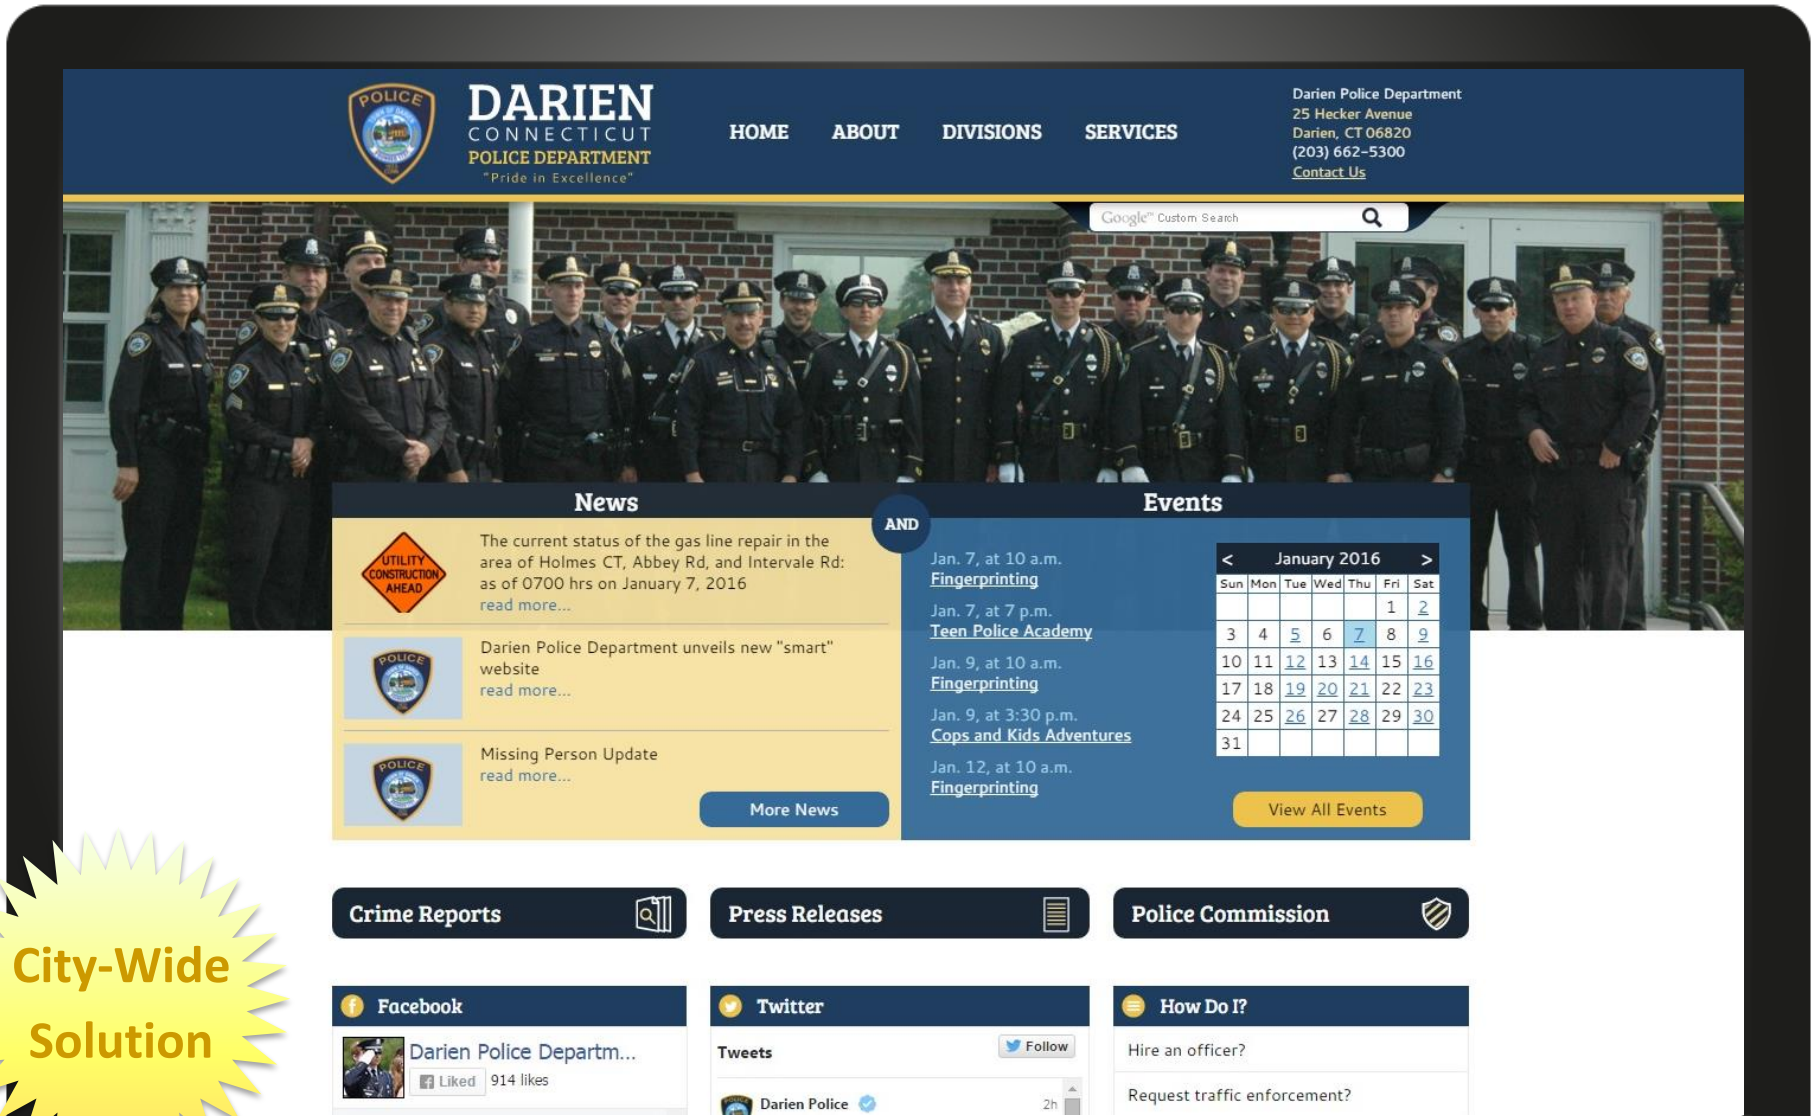 POLICE
DARIEN
CONNECTICUT
POLICE DEPARTMENT
"Pride in Excellence"
HOME
ABOUT
DIVISIONS
SERVICES
Darien Police Department
25 Hecker Avenue
Darien, CT 06820
(203) 662-5300
Contact Us
Google™ Custom Search
News
AND
Events
UTILITY
CONSTRUCTION
AHEAD
The current status of the gas line repair in the
area of Holmes CT, Abbey Rd, and Intervale Rd:
as of 0700 hrs on January 7, 2016
read more...
POLICE
Darien Police Department unveils new "smart"
website
read more...
POLICE
Missing Person Update
read more...
More News
Jan. 7, at 10 a.m.
Fingerprinting
Jan. 7, at 7 p.m.
Teen Police Academy
Jan. 9, at 10 a.m.
Fingerprinting
Jan. 9, at 3:30 p.m.
Cops and Kids Adventures
Jan. 12, at 10 a.m.
Fingerprinting
< January 2016 >
Sun Mon Tue Wed Thu Fri Sat
1 2
3 4 5 6 7 8 9
10 11 12 13 14 15 16
17 18 19 20 21 22 23
24 25 26 27 28 29 30
31
View All Events
Crime Reports
Press Releases
Police Commission
City-Wide
Solution
Facebook
Darien Police Departm...
Liked 914 likes
Twitter
Tweets
Follow
Darien Police 2h
How Do I?
Hire an officer?
Request traffic enforcement?